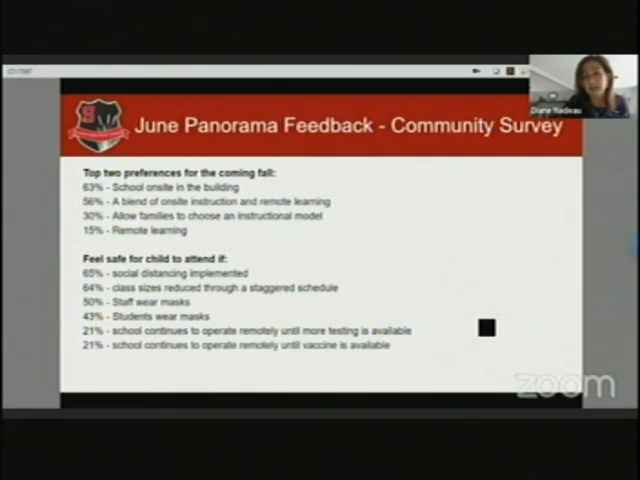 Diane Nadeau
June Panorama Feedback - Community Survey
Top two preferences for the coming fall:
63% - School onsite in the building
56% - A blend of onsite instruction and remote learning
30% - Allow families to choose an instructional model
15% - Remote learning
Feel safe for child to attend if:
65% - social distancing implemented
64% - class sizes reduced through a staggered schedule
50% - Staff wear masks
43% - Students wear masks
21% - school continues to operate remotely until more testing is available
21% - school continues to operate remotely until vaccine is available
zoom